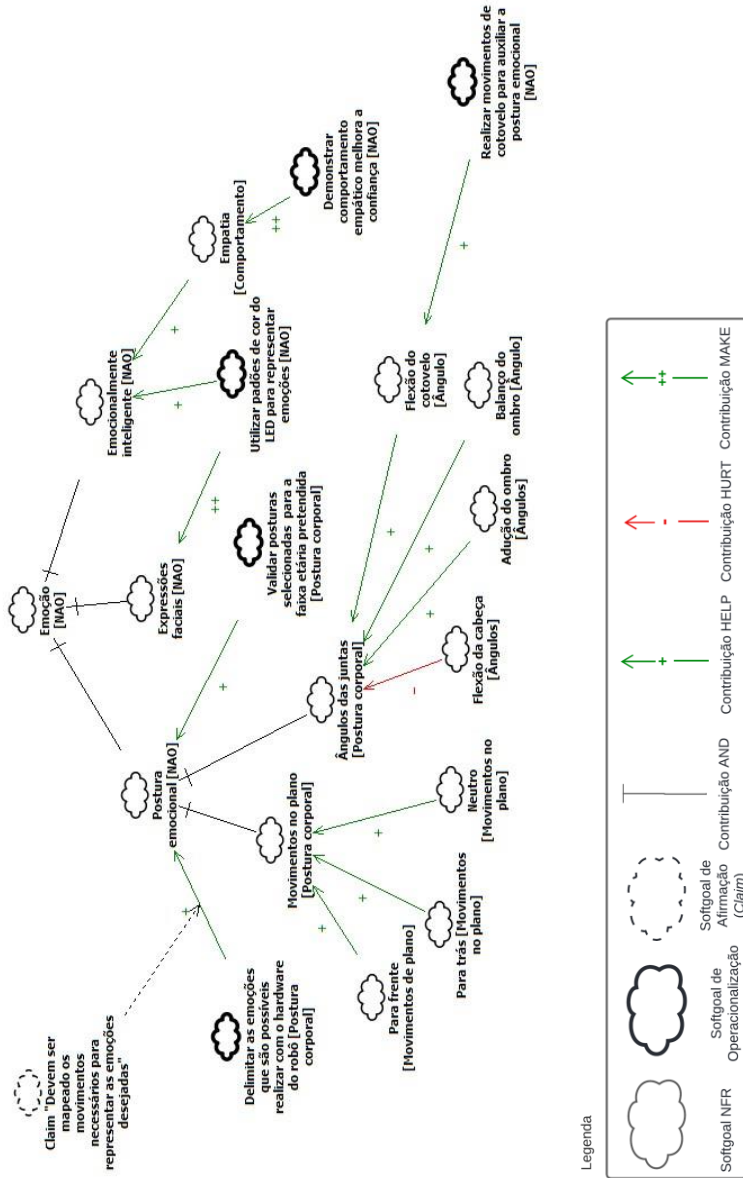 Emoção
[NAO]
Emocionalmente
inteligente [NAO]
Empatia
[Comportamento]
Demonstrar
comportamento
empático melhora a
confiança [NAO]
++
+
+
Utilizar padões de cor do
LED para representar
emoções [NAO]
++
Expressões
faciais [NAO]
Validar posturas
selecionadas para a
faixa etária pretendida
[Postura corporal]
+
Postura
emocional [NAO]
+
Claim "Devem ser
mapeado os
movimentos
necessários para
representar as emoções
desejadas"
Delimitar as emoções
que são possíveis
realizar com o hardware
do robô [Postura
corporal]
Movimentos no plano
[Postura corporal]
+
+
+
Para frente
[Movimentos de plano]
Para trás [Movimentos
no plano]
Neutro
[Movimentos no
plano]
Ângulos das juntas
[Postura corporal]
-
+
+
+
Flexão da cabeça
[Ângulos]
Adução do ombro
[Ângulos]
Balanço do
ombro [Ângulo]
Flexão do
cotovelo
[Ângulo]
+
Realizar movimentos de
cotovelo para auxiliar a
postura emocional
[NAO]
Legenda
Softgoal NFR
Softgoal de
Operacionalização
Softgoal de
Afirmação
(Claim)
Contribuição AND
+
Contribuição HELP
-
Contribuição HURT
++
Contribuição MAKE